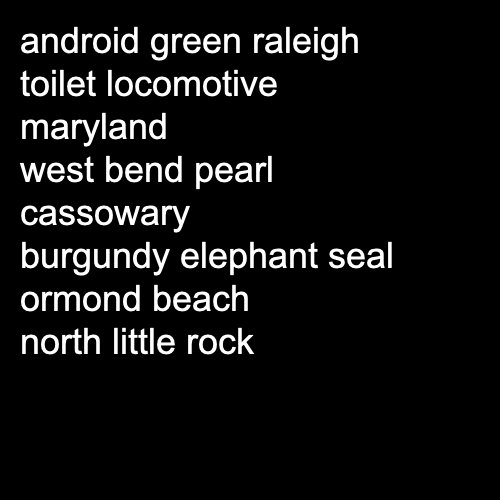 android green raleigh
toilet locomotive
maryland
west bend pearl
cassowary
burgundy elephant seal
ormond beach
north little rock